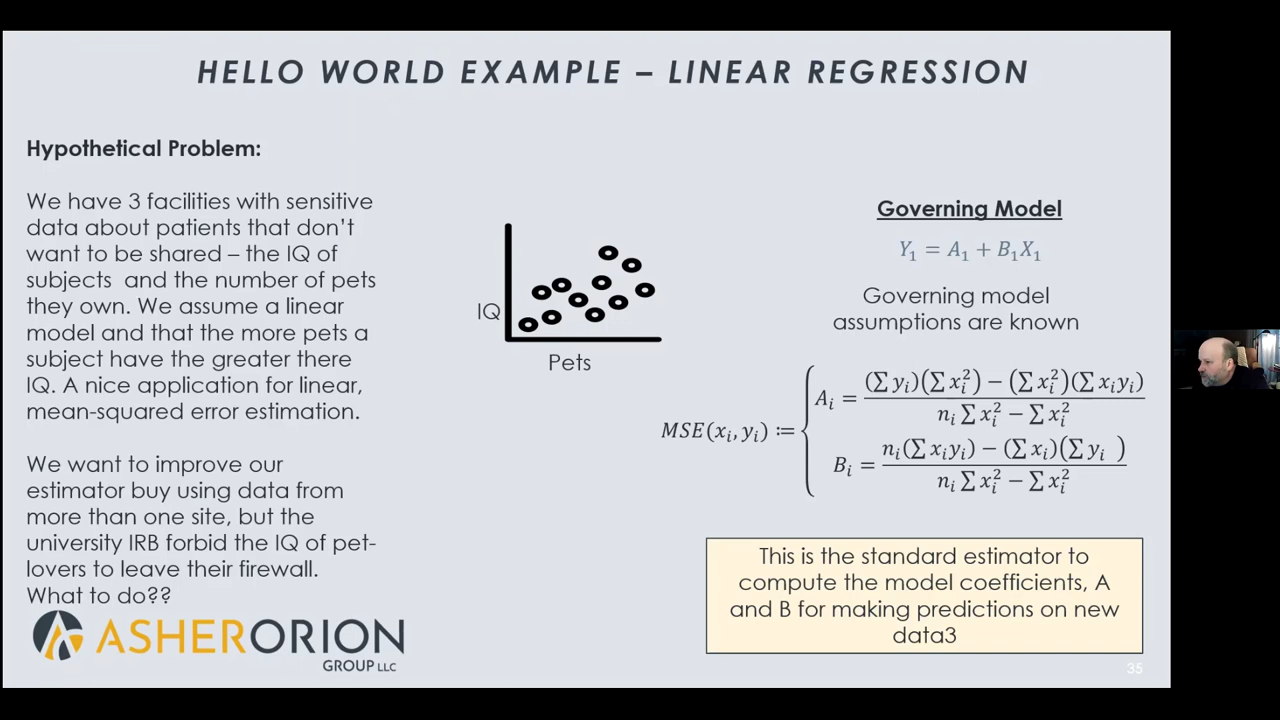 HELLO WORLD EXAMPLE – LINEAR REGRESSION
Hypothetical Problem:
We have 3 facilities with sensitive
data about patients that don't
want to be shared – the IQ of
subjects and the number of pets
they own. We assume a linear
model and that the more pets a
subject have the greater there
IQ. A nice application for linear,
mean-squared error estimation.
We want to improve our
estimator buy using data from
more than one site, but the
university IRB forbid the IQ of pet-
lovers to leave their firewall.
What to do??
ASHERORION
GROUP LLC
IQ
Pets
Governing Model
Y₁ = A₁ + B₁X₁
Governing model
assumptions are known
MSE(xᵢ, yᵢ) ≔
Aᵢ = (∑ yᵢ)(∑ xᵢ²) − (∑ xᵢ²)(∑ xᵢyᵢ)
nᵢ ∑ xᵢ² − ∑ xᵢ²
Bᵢ = nᵢ(∑ xᵢyᵢ) − (∑ xᵢ)(∑ yᵢ )
nᵢ ∑ xᵢ² − ∑ xᵢ²
This is the standard estimator to
compute the model coefficients, A
and B for making predictions on new
data3
35